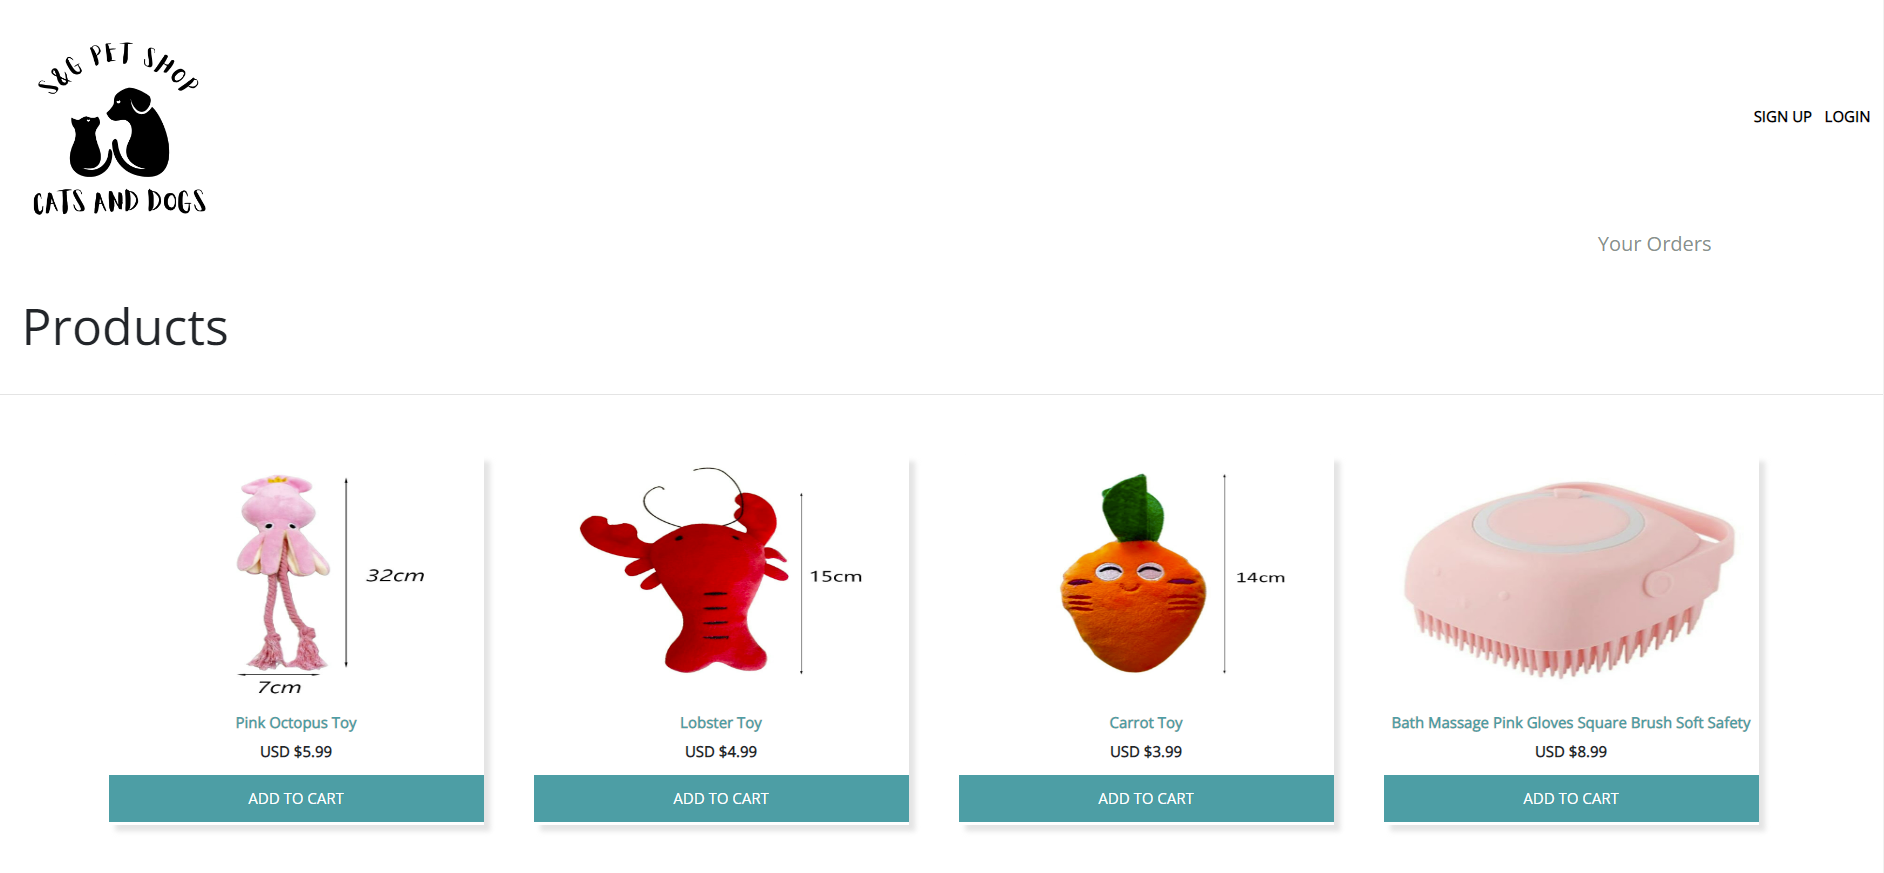 S&G PET SHOP
CATS AND DOGS
SIGN UP LOGIN
Your Orders
Products
32cm
7cm
15cm
14cm
Pink Octopus Toy
USD $5.99
ADD TO CART
Lobster Toy
USD $4.99
ADD TO CART
Carrot Toy
USD $3.99
ADD TO CART
Bath Massage Pink Gloves Square Brush Soft Safety
USD $8.99
ADD TO CART